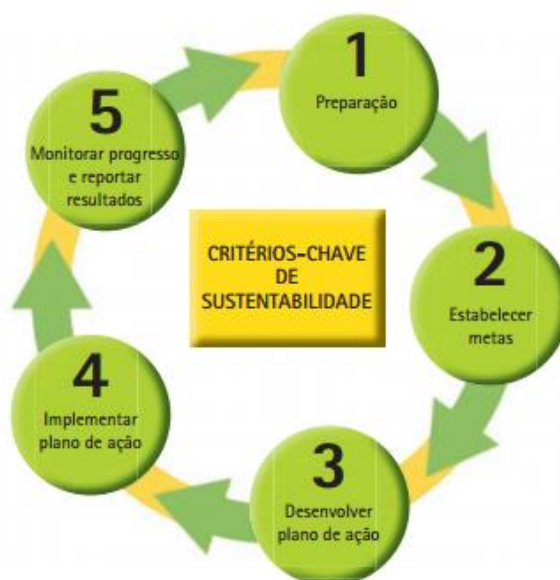 1
Preparação
2
Estabelecer
metas
3
Desenvolver
plano de ação
4
Implementar
plano de ação
5
Monitorar progresso
e reportar
resultados
CRITÉRIOS-CHAVE
DE
SUSTENTABILIDADE